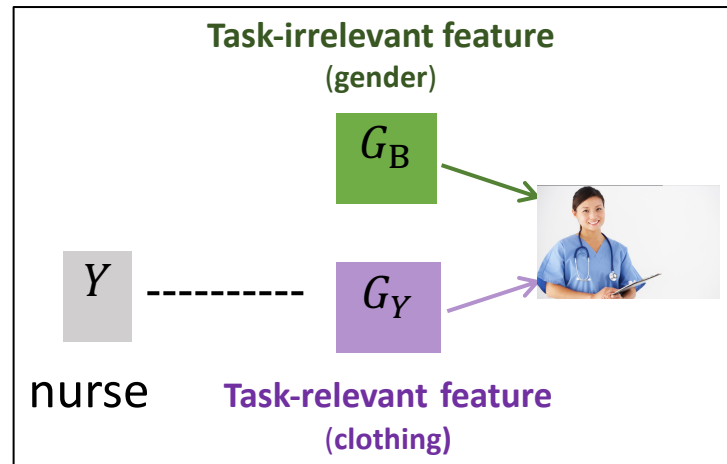 Task-irrelevant feature
(gender)
G_B
Y ---------- G_Y
nurse
Task-relevant feature
(clothing)